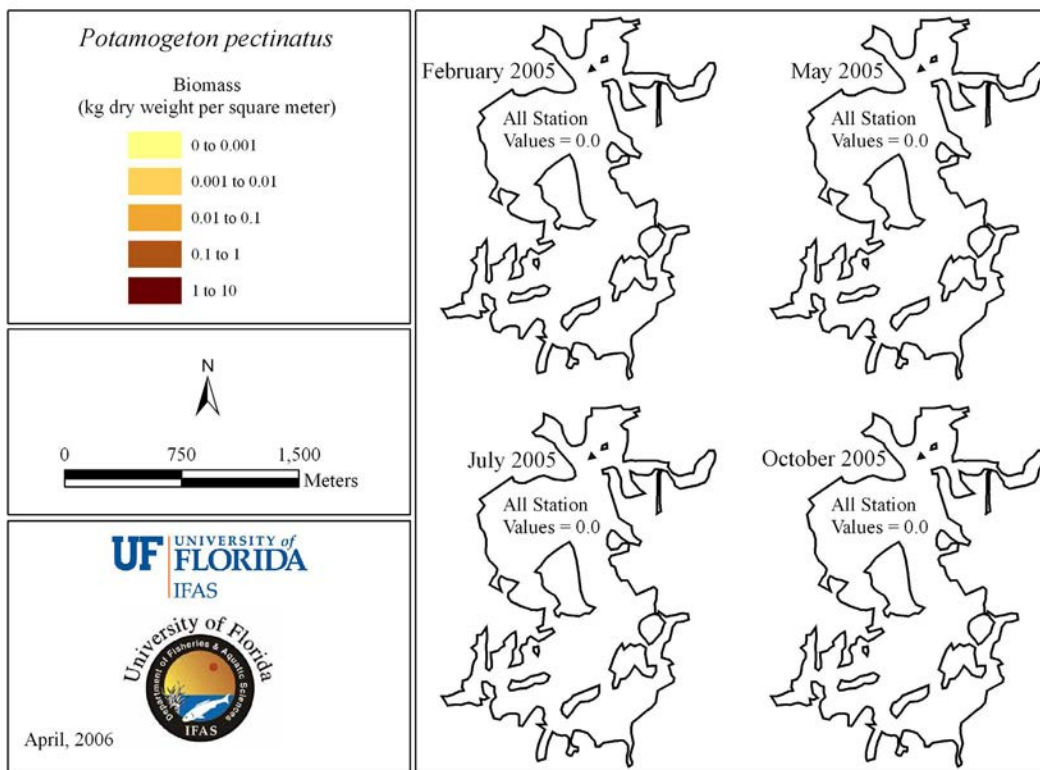 Potamogeton pectinatus
Biomass
(kg dry weight per square meter)
0 to 0.001
0.001 to 0.01
0.01 to 0.1
0.1 to 1
1 to 10
N
0 750 1,500
Meters
UF UNIVERSITY of
FLORIDA
IFAS
University of Florida
Department of Fisheries & Aquatic Sciences
IFAS
April, 2006
February 2005
All Station
Values = 0.0
May 2005
All Station
Values = 0.0
July 2005
All Station
Values = 0.0
October 2005
All Station
Values = 0.0